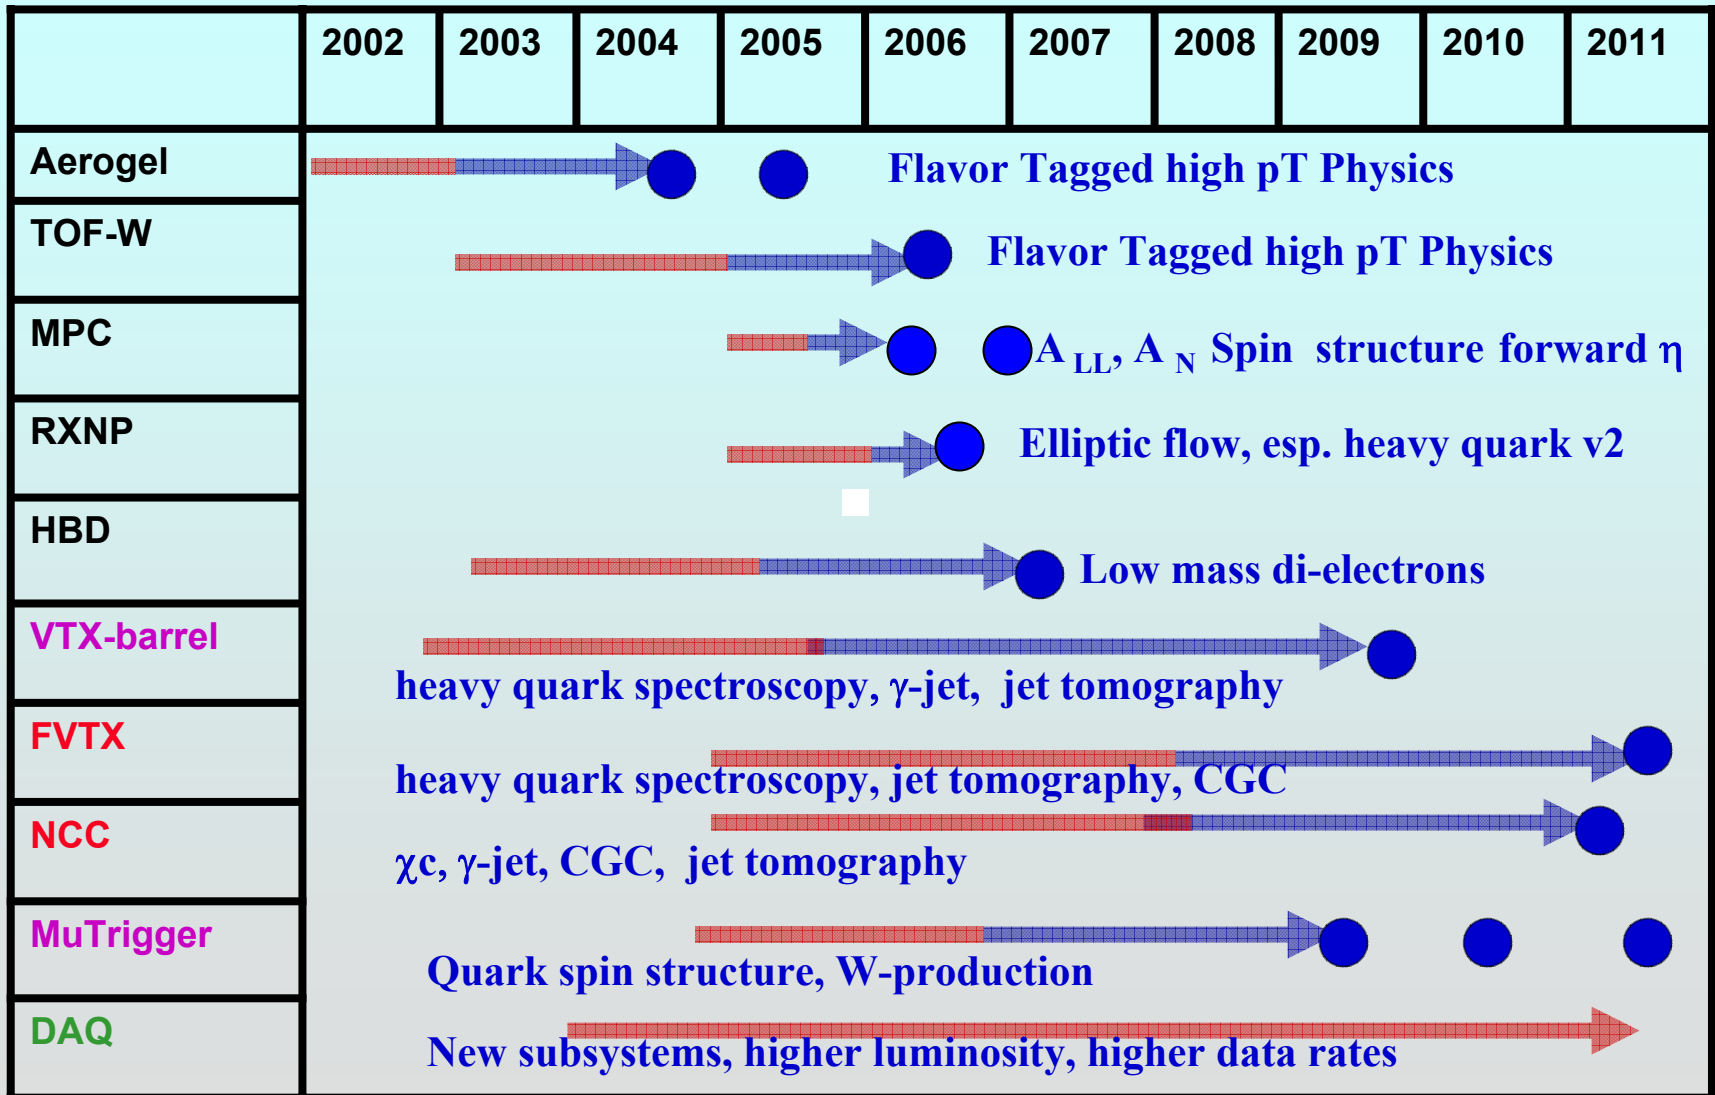 2002 2003 2004 2005 2006 2007 2008 2009 2010 2011
Aerogel Flavor Tagged high pT Physics
TOF-W Flavor Tagged high pT Physics
MPC A LL, A N Spin structure forward η
RXNP Elliptic flow, esp. heavy quark v2
HBD Low mass di-electrons
VTX-barrel
heavy quark spectroscopy, γ-jet, jet tomography
FVTX
heavy quark spectroscopy, jet tomography, CGC
NCC
χc, γ-jet, CGC, jet tomography
MuTrigger
Quark spin structure, W-production
DAQ
New subsystems, higher luminosity, higher data rates